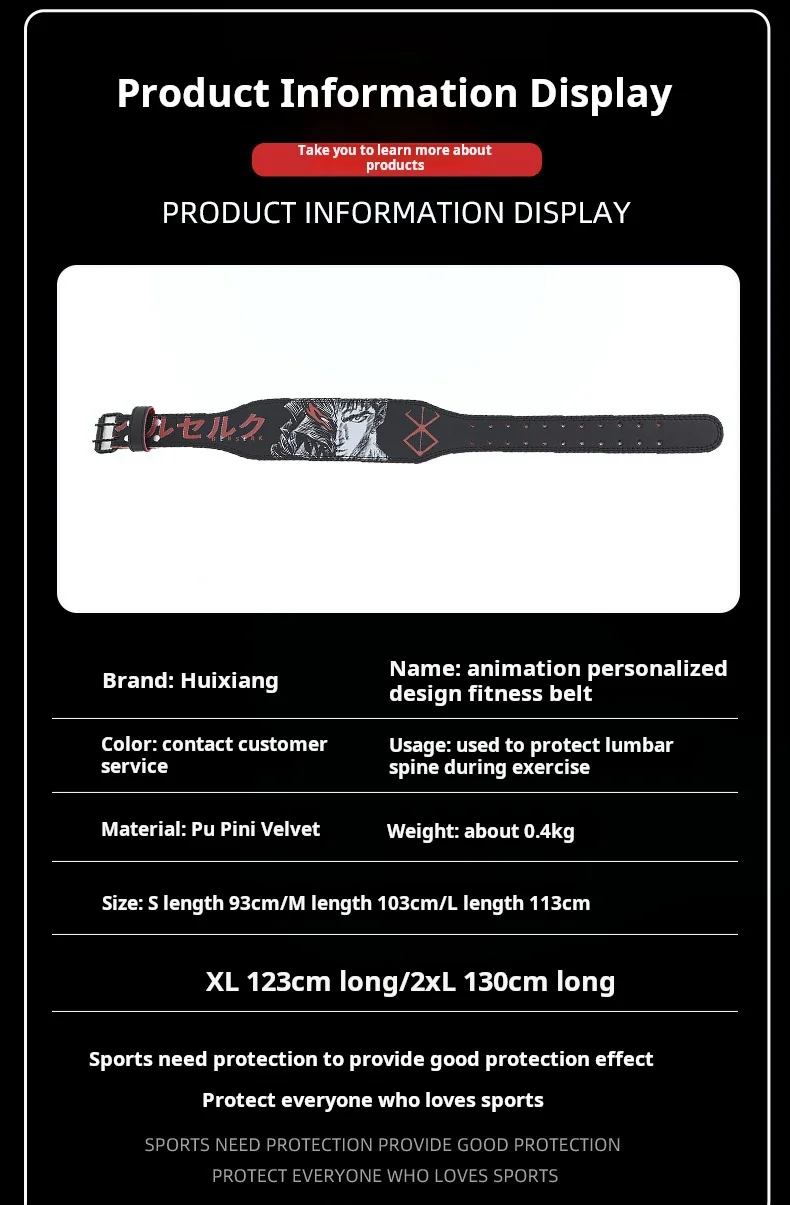 Product Information Display
Take you to learn more about
products
PRODUCT INFORMATION DISPLAY
ルセルク
BERSERK
Brand: Huixiang
Name: animation personalized
design fitness belt
Color: contact customer
service
Usage: used to protect lumbar
spine during exercise
Material: Pu Pini Velvet
Weight: about 0.4kg
Size: S length 93cm/M length 103cm/L length 113cm
XL 123cm long/2xL 130cm long
Sports need protection to provide good protection effect
Protect everyone who loves sports
SPORTS NEED PROTECTION PROVIDE GOOD PROTECTION
PROTECT EVERYONE WHO LOVES SPORTS